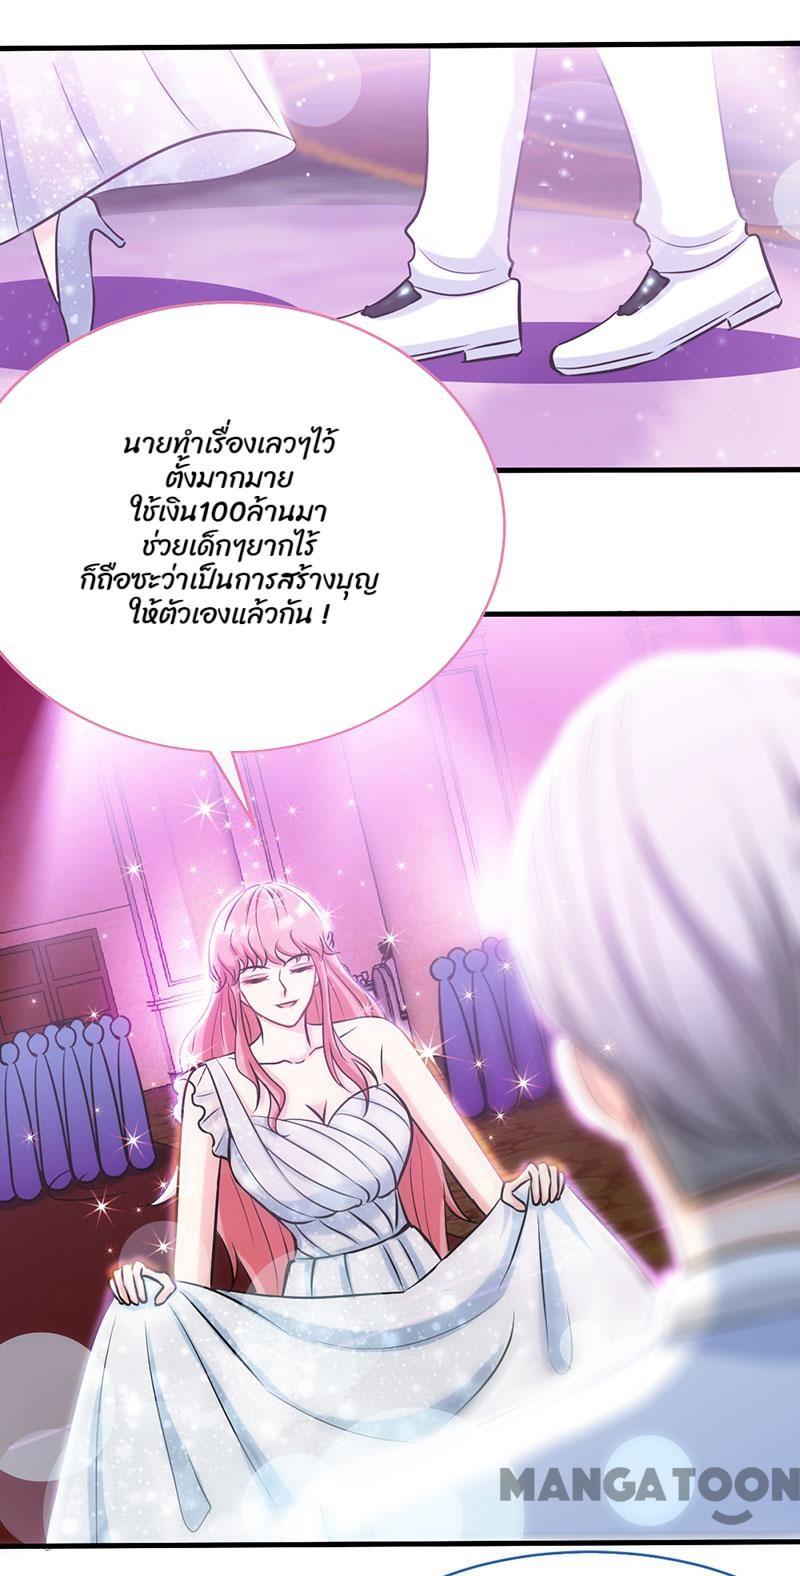 นายทำเรื่องเลวๆไว้
ตั้งมากมาย
ใช้เงิน100ล้านมา
ช่วยเด็กๆยากไร้
ก็ถือซะว่าเป็นการสร้างบุญ
ให้ตัวเองแล้วกัน !
MANGATOON